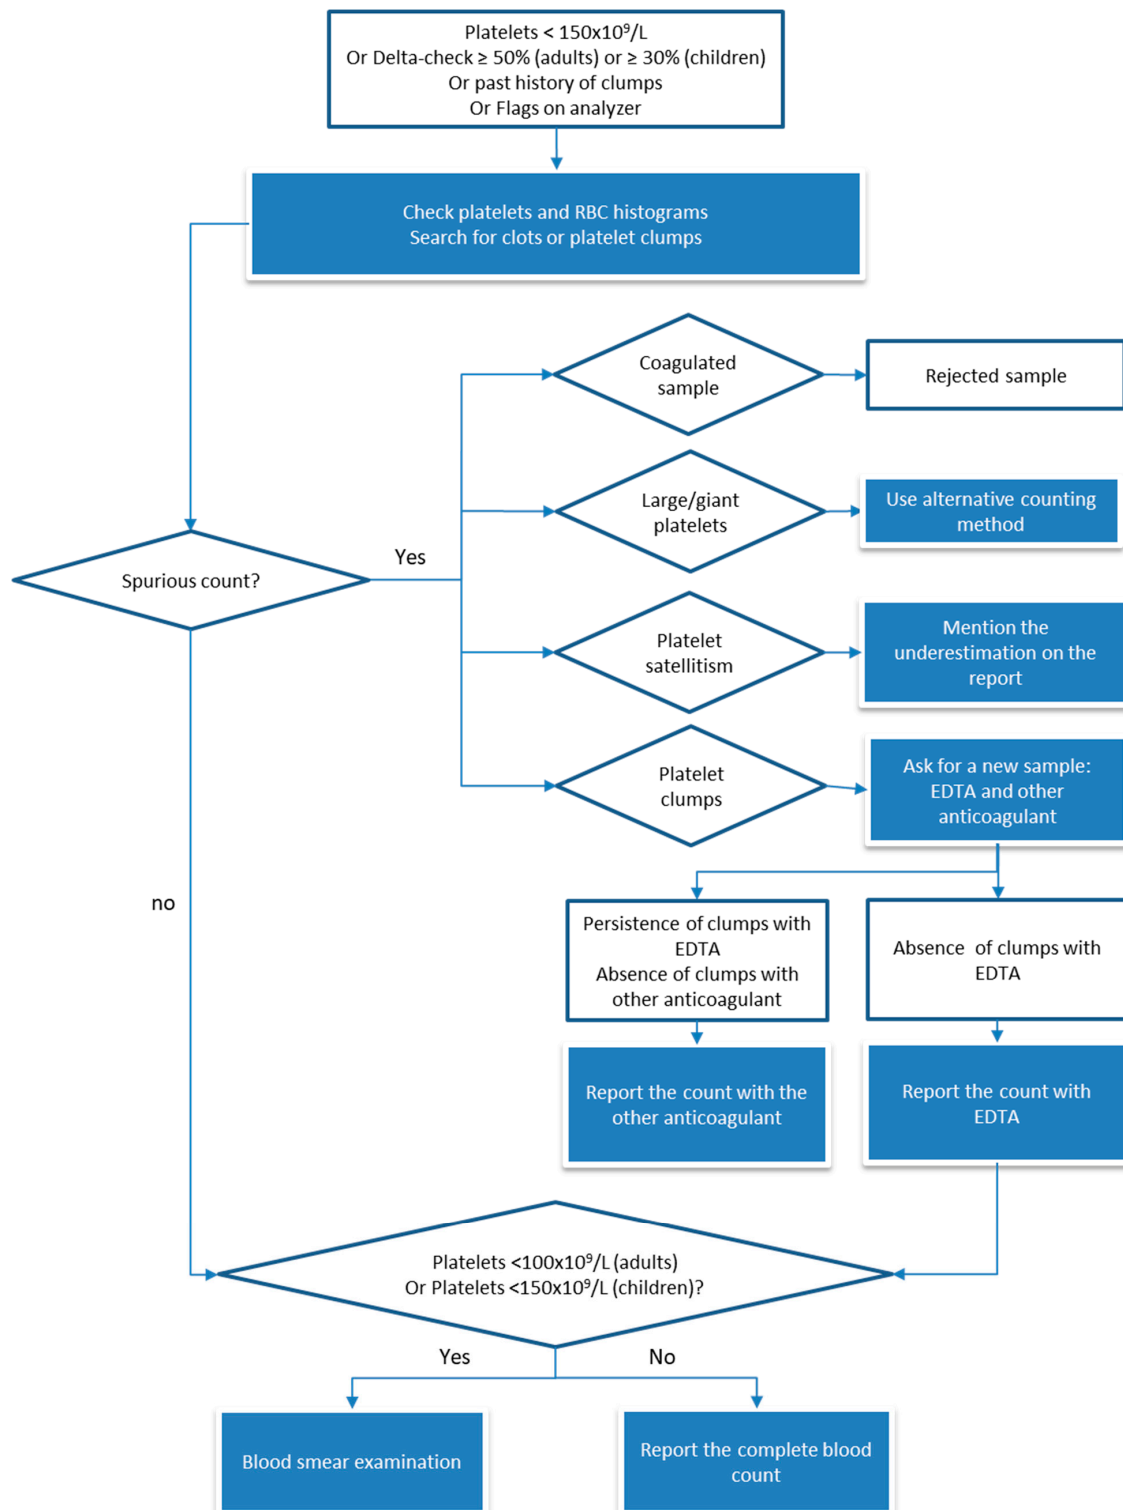 Platelets < 150x10⁹/L
Or Delta-check ≥ 50% (adults) or ≥ 30% (children)
Or past history of clumps
Or Flags on analyzer
Check platelets and RBC histograms
Search for clots or platelet clumps
Coagulated
sample
Rejected sample
Large/giant
platelets
Use alternative counting
method
Yes
Spurious count?
Platelet
satellitism
Mention the
underestimation on the
report
Platelet
clumps
Ask for a new sample:
EDTA and other
anticoagulant
no
Persistence of clumps with
EDTA
Absence of clumps with
other anticoagulant
Absence of clumps with
EDTA
Report the count with the
other anticoagulant
Report the count with
EDTA
Platelets <100x10⁹/L (adults)
Or Platelets <150x10⁹/L (children)?
Yes
No
Blood smear examination
Report the complete blood
count